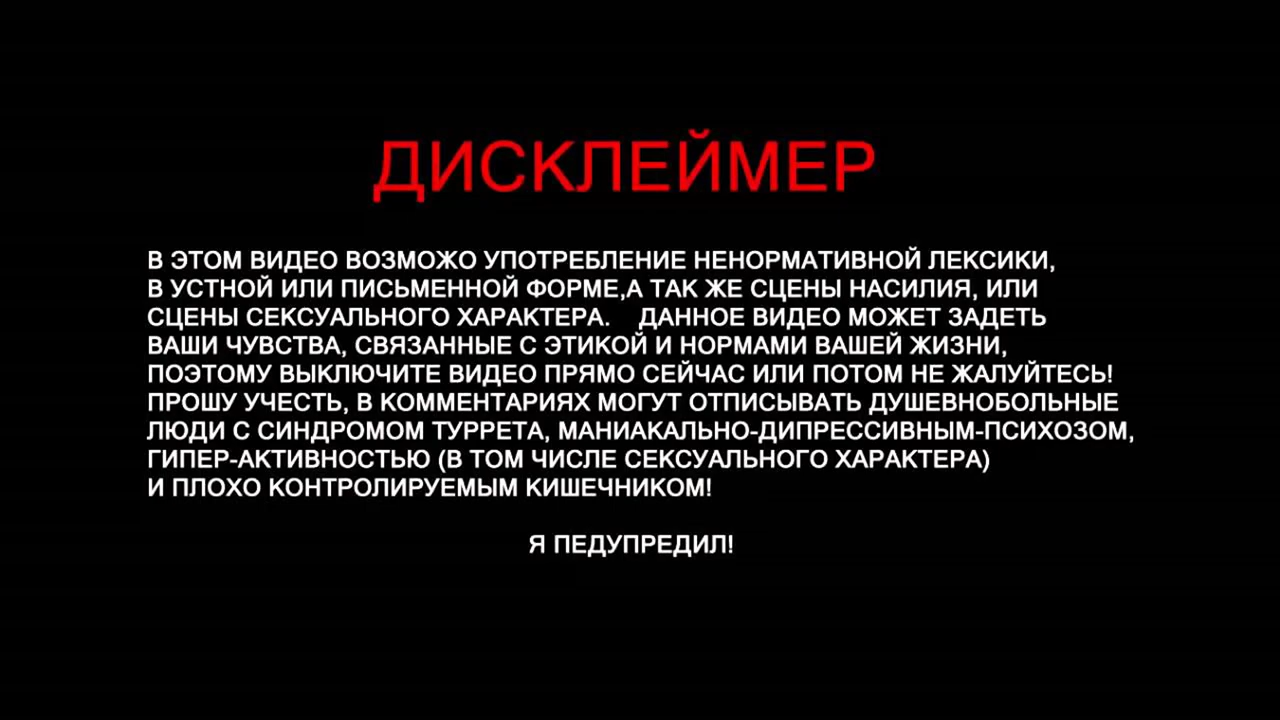 ДИСКЛЕЙМЕР
В ЭТОМ ВИДЕО ВОЗМОЖО УПОТРЕБЛЕНИЕ НЕНОРМАТИВНОЙ ЛЕКСИКИ,
В УСТНОЙ ИЛИ ПИСЬМЕННОЙ ФОРМЕ,А ТАК ЖЕ СЦЕНЫ НАСИЛИЯ, ИЛИ
СЦЕНЫ СЕКСУАЛЬНОГО ХАРАКТЕРА. ДАННОЕ ВИДЕО МОЖЕТ ЗАДЕТЬ
ВАШИ ЧУВСТВА, СВЯЗАННЫЕ С ЭТИКОЙ И НОРМАМИ ВАШЕЙ ЖИЗНИ,
ПОЭТОМУ ВЫКЛЮЧИТЕ ВИДЕО ПРЯМО СЕЙЧАС ИЛИ ПОТОМ НЕ ЖАЛУЙТЕСЬ!
ПРОШУ УЧЕСТЬ, В КОММЕНТАРИЯХ МОГУТ ОТПИСЫВАТЬ ДУШЕВНОБОЛЬНЫЕ
ЛЮДИ С СИНДРОМОМ ТУРРЕТА, МАНИАКАЛЬНО-ДИПРЕССИВНЫМ-ПСИХОЗОМ,
ГИПЕР-АКТИВНОСТЬЮ (В ТОМ ЧИСЛЕ СЕКСУАЛЬНОГО ХАРАКТЕРА)
И ПЛОХО КОНТРОЛИРУЕМЫМ КИШЕЧНИКОМ!
Я ПЕДУПРЕДИЛ!